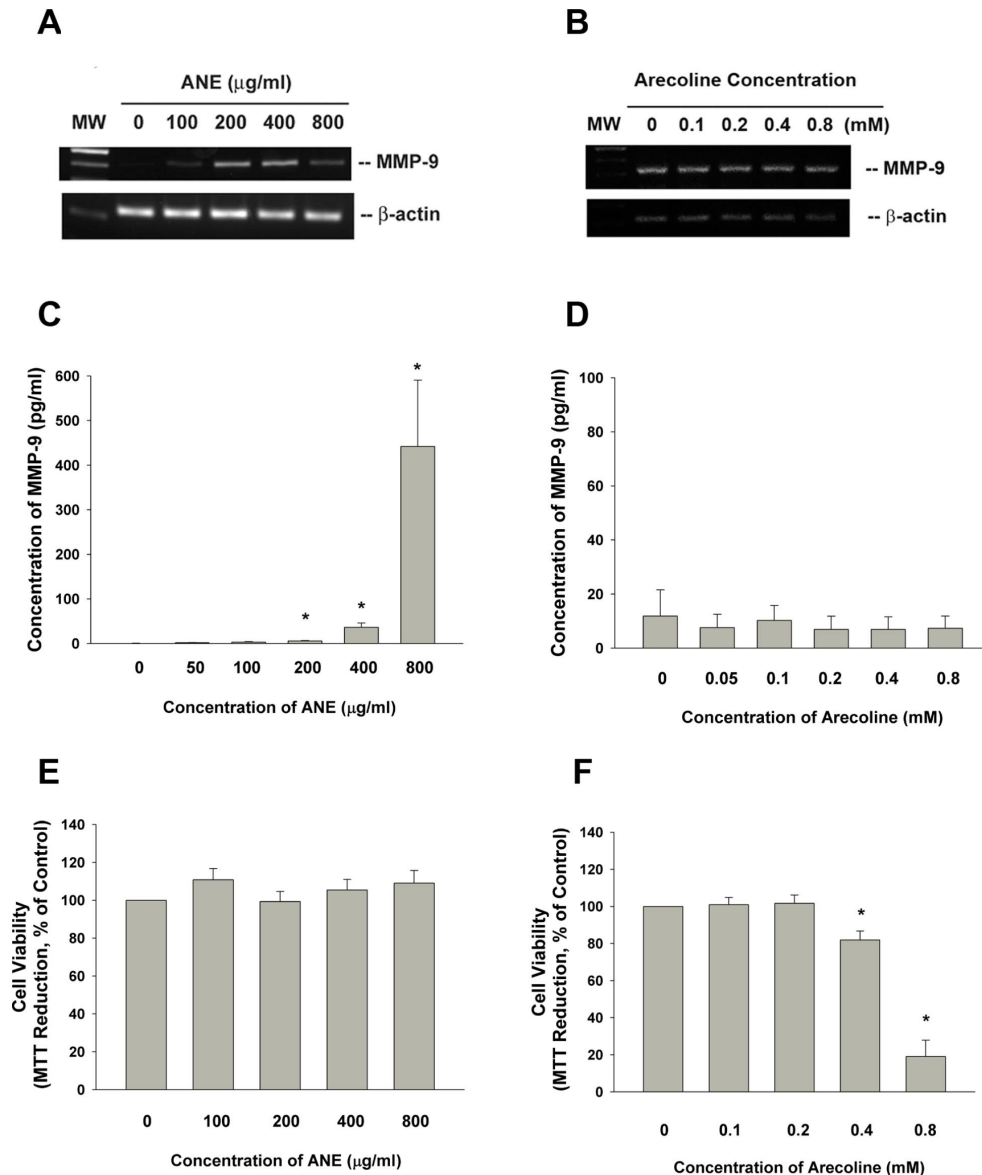 A
ANE (μg/ml)
MW 0 100 200 400 800
-- MMP-9
-- β-actin
B
Arecoline Concentration
MW 0 0.1 0.2 0.4 0.8 (mM)
-- MMP-9
-- β-actin
C
Concentration of MMP-9 (pg/ml)
600
500
400
300
200
100
0
*
*
*
0 50 100 200 400 800
Concentration of ANE (μg/ml)
D
Concentration of MMP-9 (pg/ml)
100
80
60
40
20
0
0 0.05 0.1 0.2 0.4 0.8
Concentration of Arecoline (mM)
E
Cell Viability
(MTT Reduction, % of Control)
140
120
100
80
60
40
20
0
0 100 200 400 800
Concentration of ANE (μg/ml)
F
Cell Viability
(MTT Reduction, % of Control)
140
120
100
80
60
40
20
0
*
*
0 0.1 0.2 0.4 0.8
Concentration of Arecoline (mM)